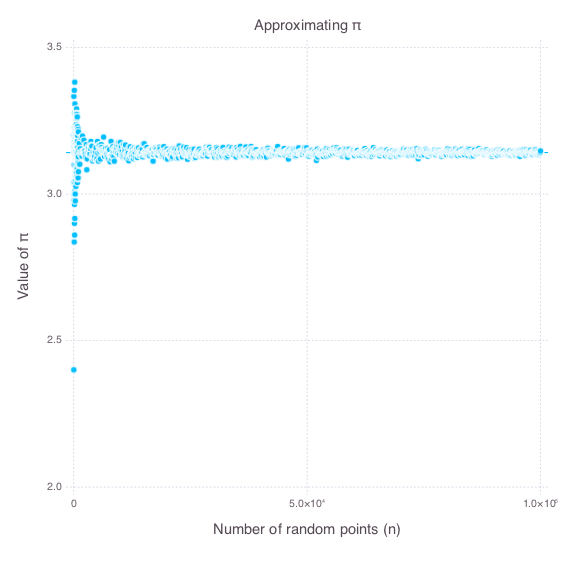 Approximating π
3.5
3.0
2.5
2.0
Value of π
0
5.0×10⁴
1.0×10⁵
Number of random points (n)